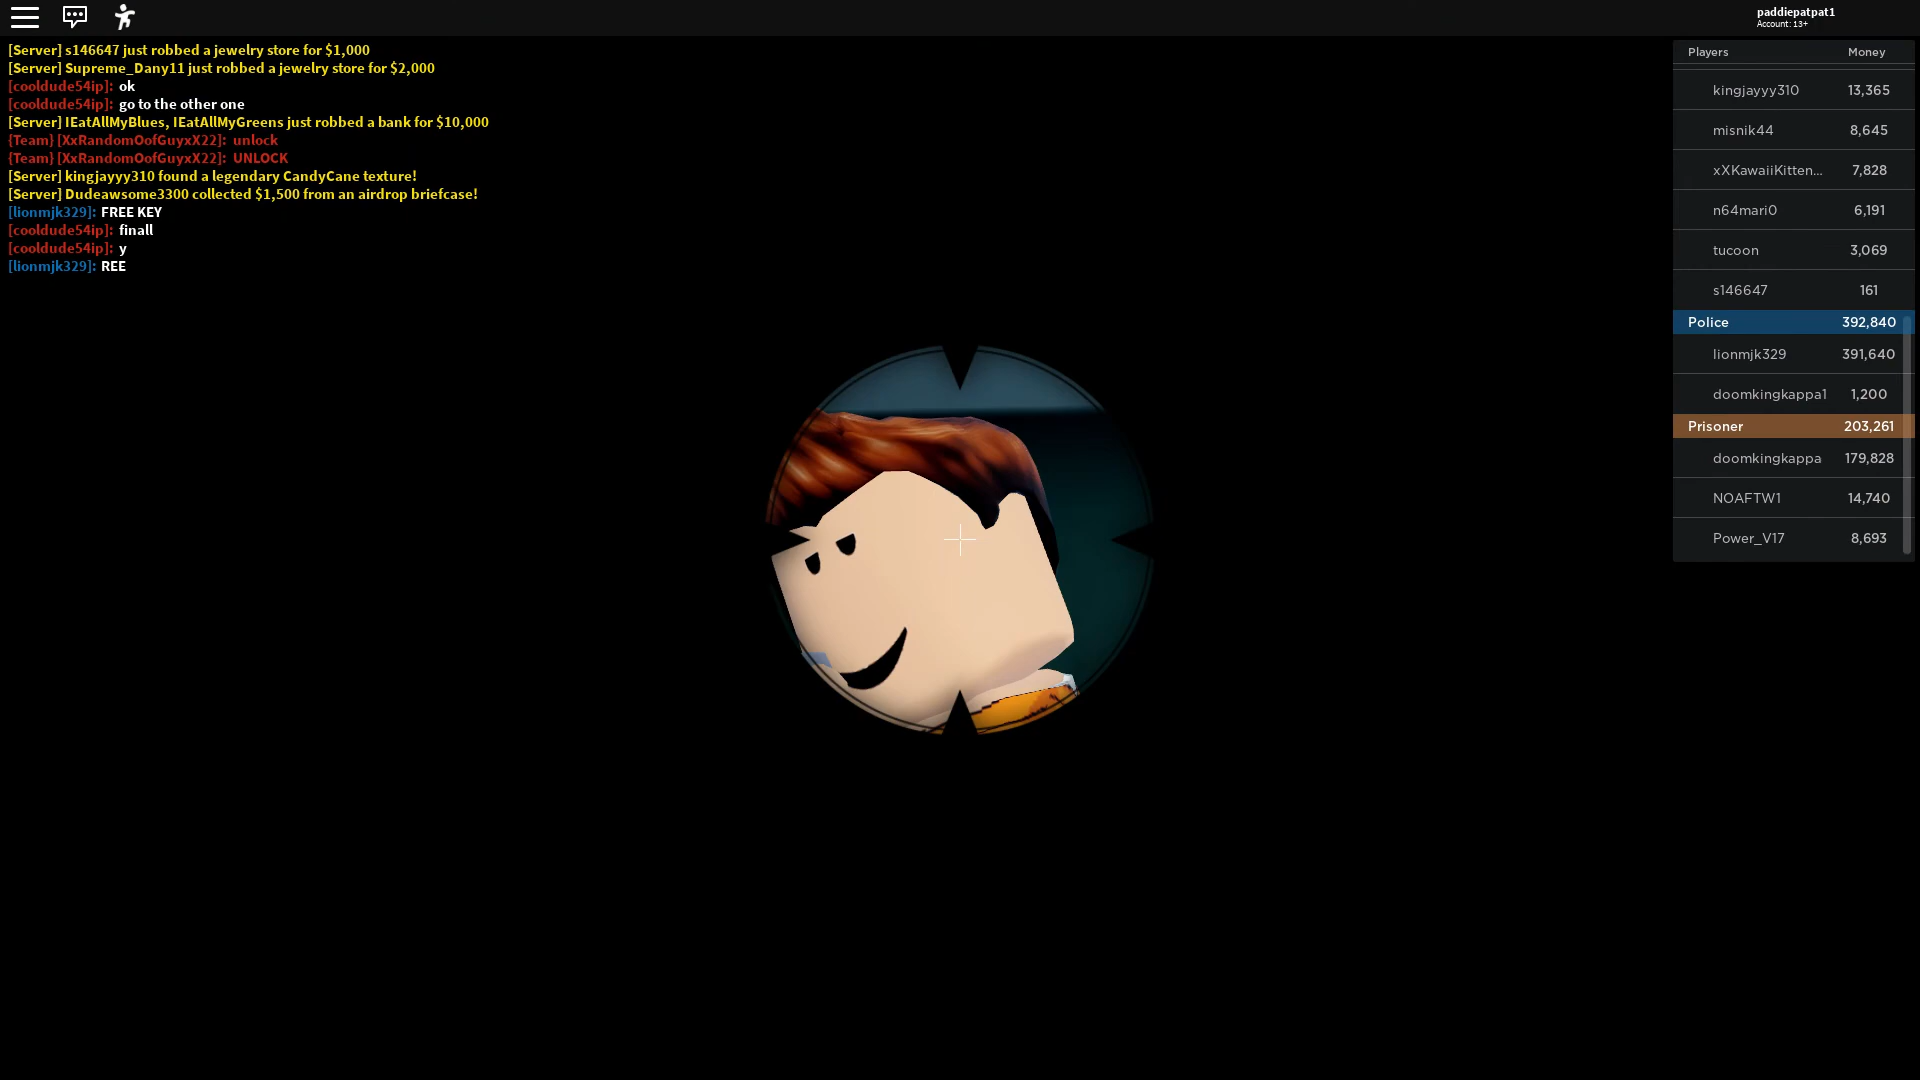 paddiepatpat1
Account: 13+
[Server] s146647 just robbed a jewelry store for $1,000
[Server] Supreme_Dany11 just robbed a jewelry store for $2,000
[cooldude54ip]: ok
[cooldude54ip]: go to the other one
[Server] IEatAllMyBlues, IEatAllMyGreens just robbed a bank for $10,000
{Team} [XxRandomOofGuyxX22]: unlock
{Team} [XxRandomOofGuyxX22]: UNLOCK
[Server] kingjayyy310 found a legendary CandyCane texture!
[Server] Dudeawsome3300 collected $1,500 from an airdrop briefcase!
[lionmjk329]: FREE KEY
[cooldude54ip]: finall
[cooldude54ip]: y
[lionmjk329]: REE
Players Money
kingjayyy310 13,365
misnik44 8,645
xXKawaiiKitten... 7,828
n64mari0 6,191
tucoon 3,069
s146647 161
Police 392,840
lionmjk329 391,640
doomkingkappa1 1,200
Prisoner 203,261
doomkingkappa 179,828
NOAFTW1 14,740
Power_V17 8,693